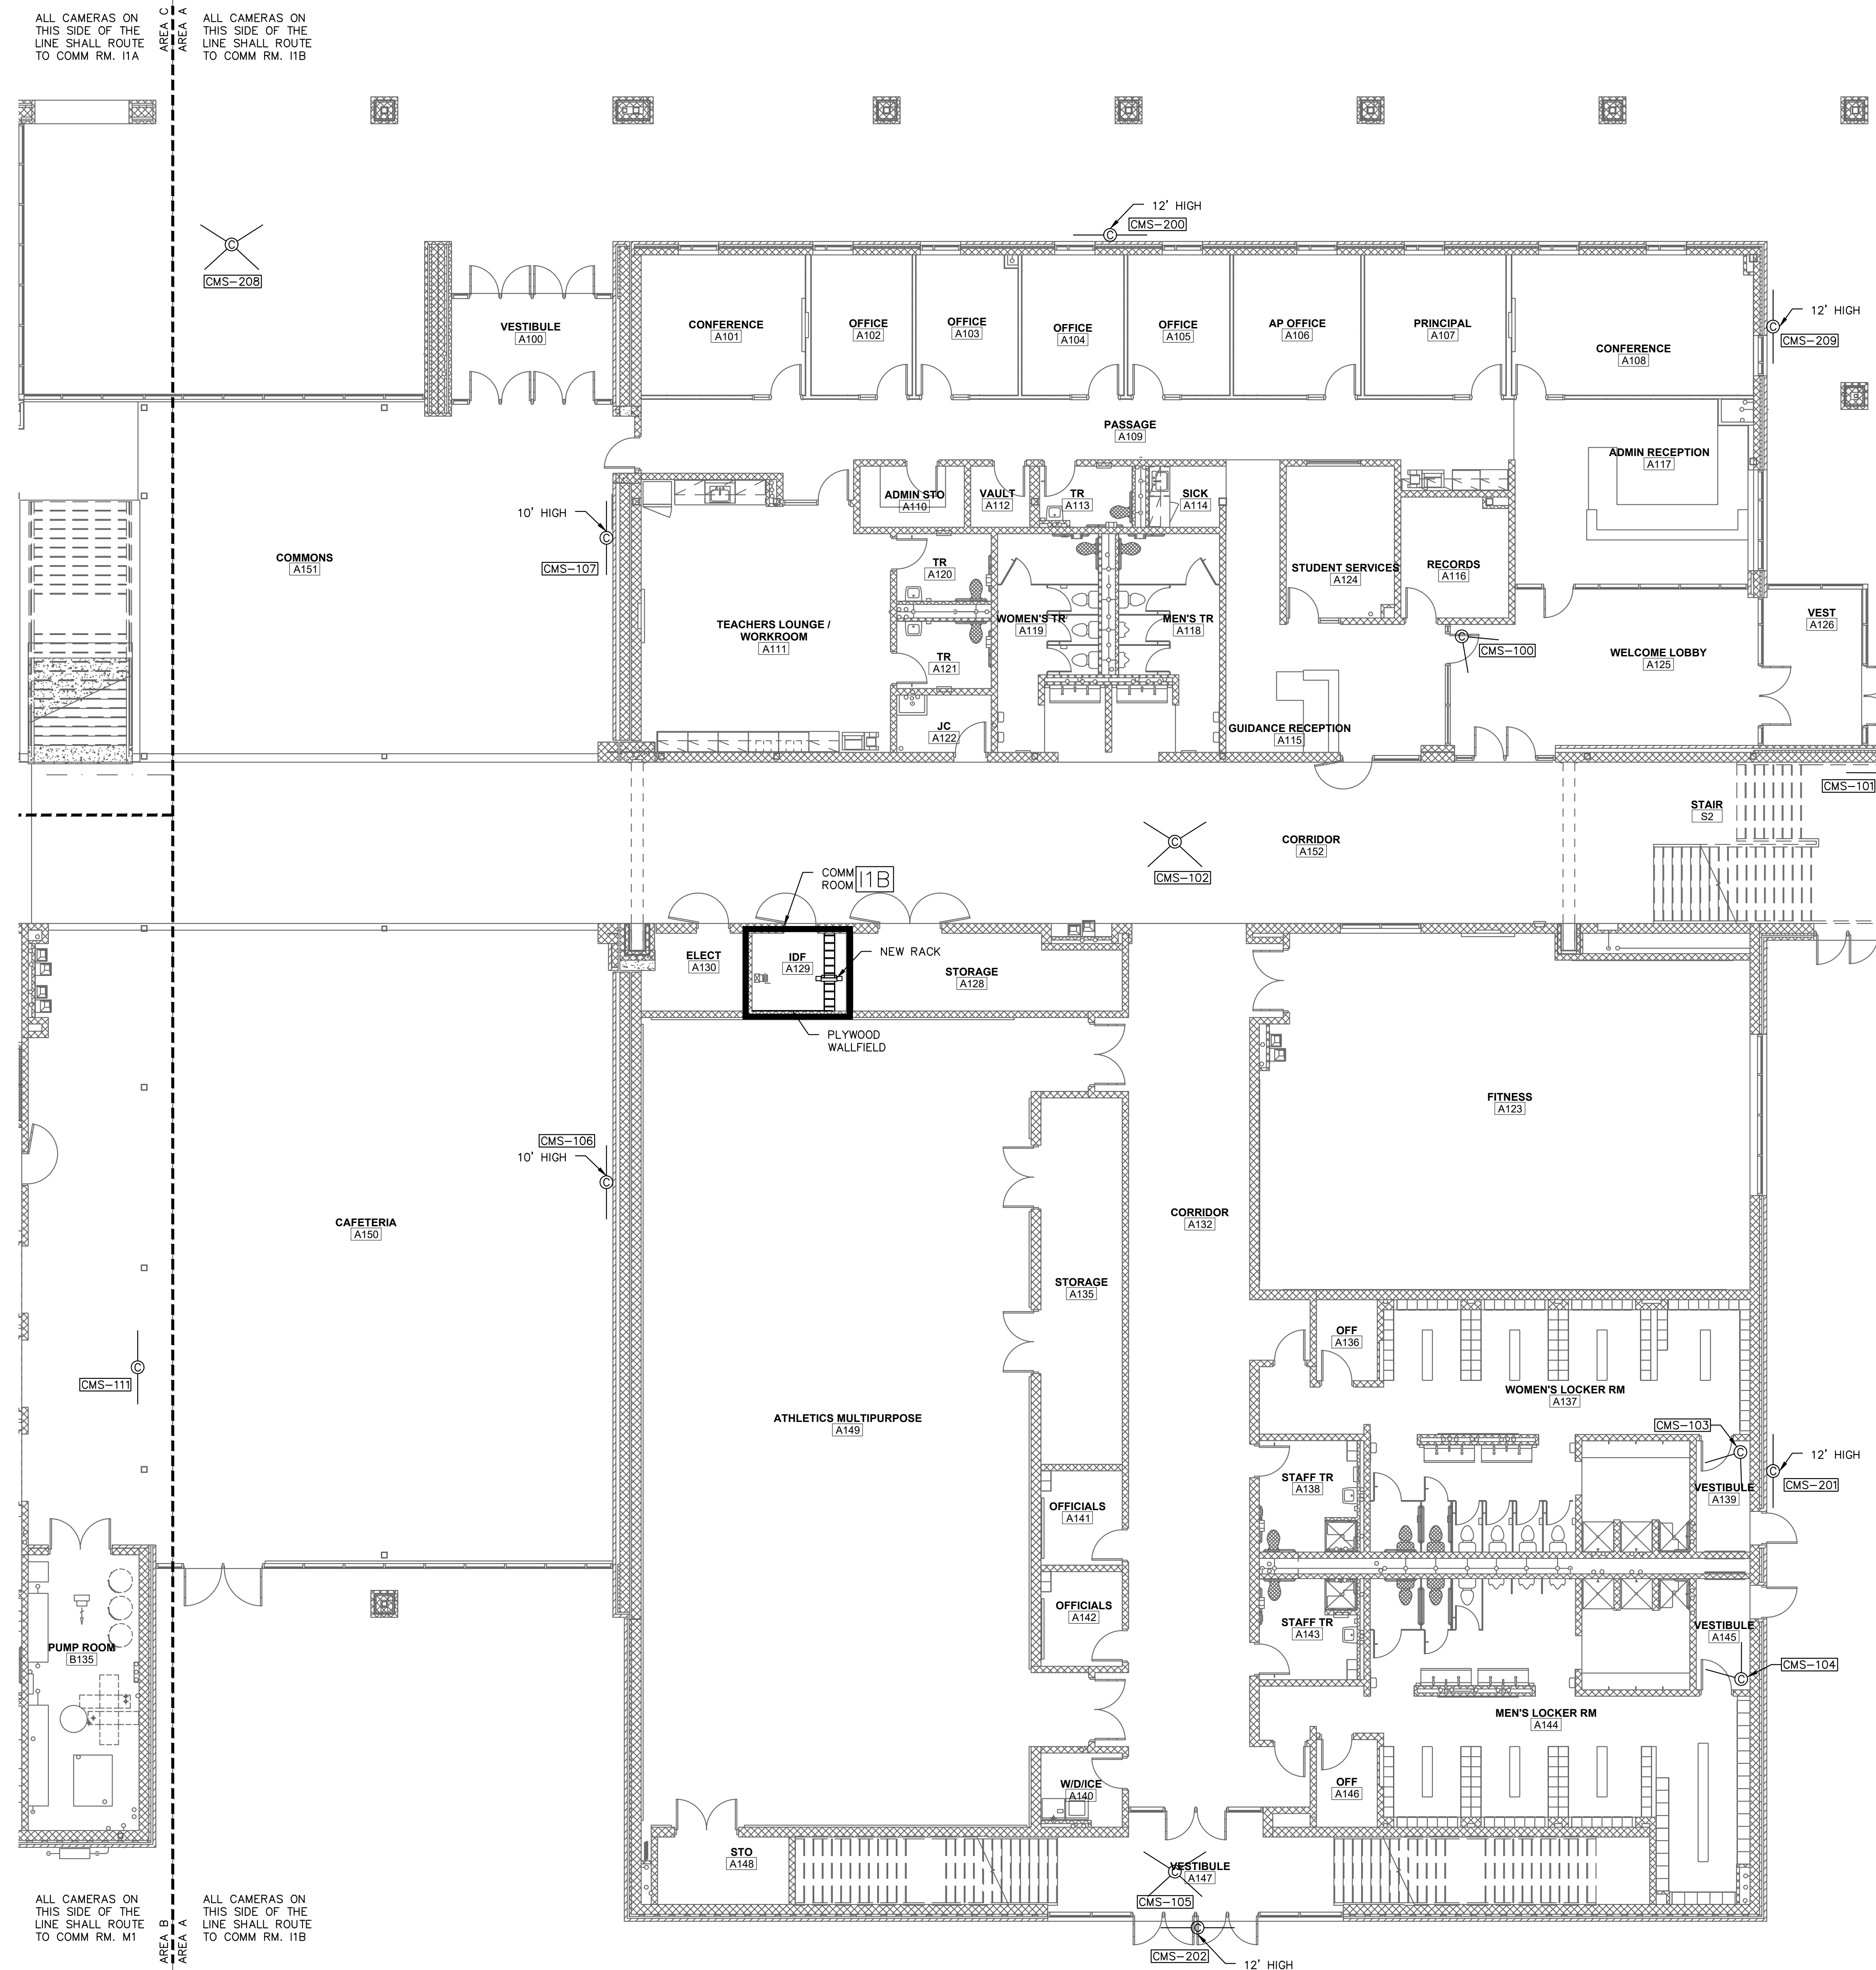 ALL CAMERAS ON
THIS SIDE OF THE
LINE SHALL ROUTE
TO COMM RM. I1A
AREA C
AREA A
ALL CAMERAS ON
THIS SIDE OF THE
LINE SHALL ROUTE
TO COMM RM. I1B
12' HIGH
CMS-200
CMS-208
VESTIBULE
A100
CONFERENCE
A101
OFFICE
A102
OFFICE
A103
OFFICE
A104
OFFICE
A105
AP OFFICE
A106
PRINCIPAL
A107
CONFERENCE
A108
12' HIGH
CMS-209
PASSAGE
A109
ADMIN RECEPTION
A117
ADMIN STO
A110
VAULT
A112
TR
A113
SICK
A114
10' HIGH
CMS-107
COMMONS
A151
TR
A120
STUDENT SERVICES
A124
RECORDS
A116
TEACHERS LOUNGE /
WORKROOM
A111
WOMEN'S TR
A119
MEN'S TR
A118
VEST
A126
TR
A121
CMS-100
WELCOME LOBBY
A125
JC
A122
GUIDANCE RECEPTION
A115
CMS-101
STAIR
S2
CORRIDOR
A152
CMS-102
COMM
ROOM
I1B
ELECT
A130
IDF
A129
NEW RACK
STORAGE
A128
PLYWOOD
WALLFIELD
FITNESS
A123
CMS-106
10' HIGH
CAFETERIA
A150
CORRIDOR
A132
STORAGE
A135
OFF
A136
CMS-111
WOMEN'S LOCKER RM
A137
ATHLETICS MULTIPURPOSE
A149
CMS-103
12' HIGH
CMS-201
STAFF TR
A138
VESTIBULE
A139
OFFICIALS
A141
OFFICIALS
A142
STAFF TR
A143
VESTIBULE
A145
PUMP ROOM
B135
CMS-104
MEN'S LOCKER RM
A144
W/D/ICE
A140
OFF
A146
STO
A148
VESTIBULE
A147
CMS-105
CMS-202
12' HIGH
ALL CAMERAS ON
THIS SIDE OF THE
LINE SHALL ROUTE
TO COMM RM. M1
AREA B
AREA A
ALL CAMERAS ON
THIS SIDE OF THE
LINE SHALL ROUTE
TO COMM RM. I1B